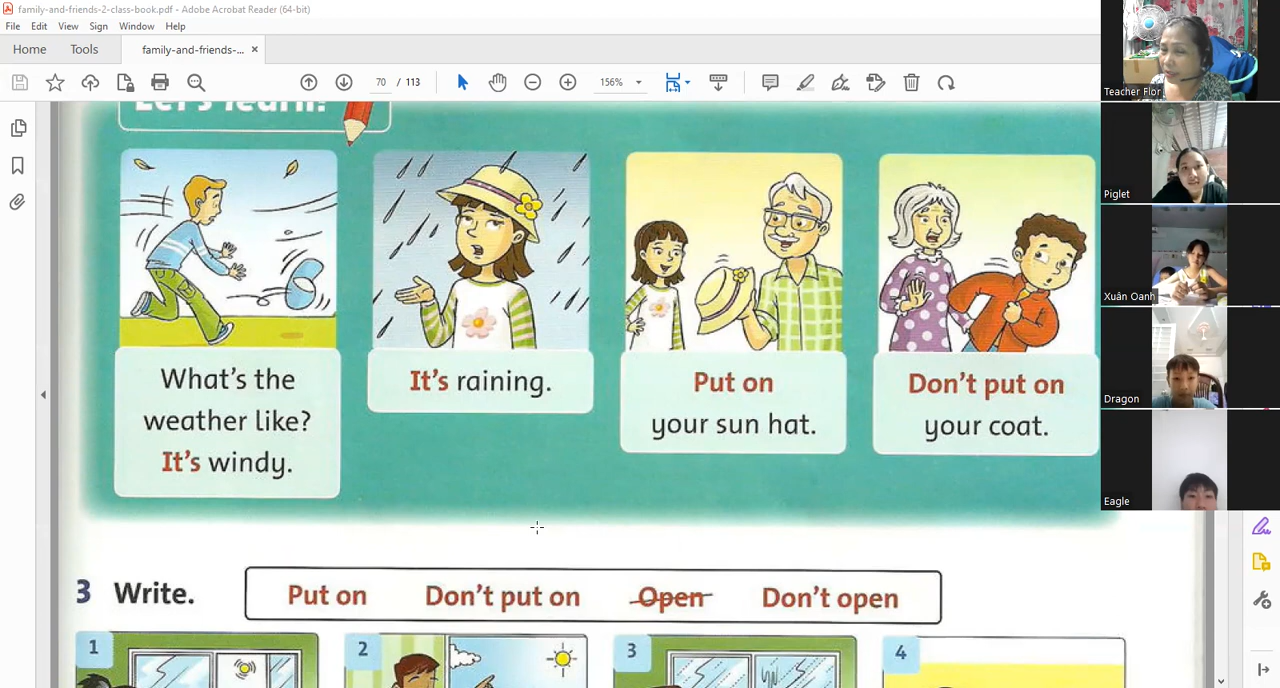 family-and-friends-2-class-book.pdf - Adobe Acrobat Reader (64-bit)
File Edit View Sign Window Help
Home Tools family-and-friends-... ×
70 / 113 156%
Let's learn!
What's the
weather like?
It's windy.
It's raining.
Put on
your sun hat.
Don't put on
your coat.
3 Write. Put on Don't put on Open Don't open
1 2 3 4
Teacher Flor
Piglet
Xuân Oanh
Dragon
Eagle